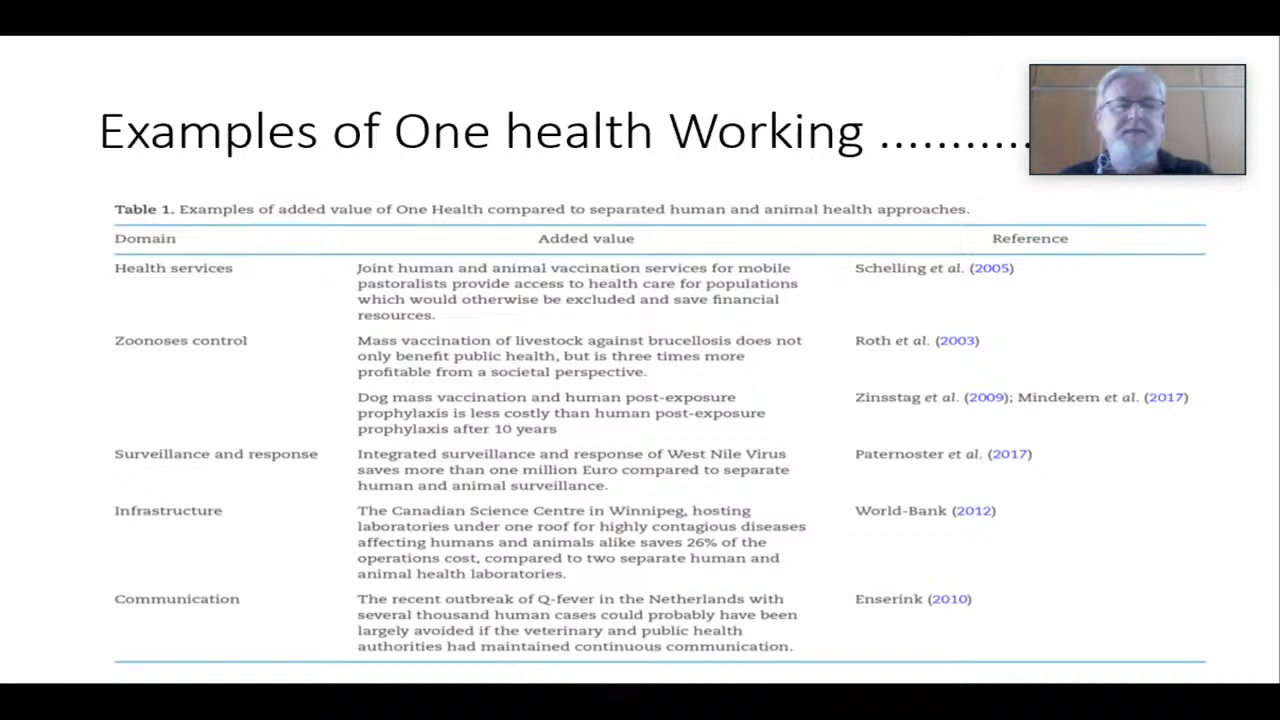 Examples of One health Working ............
Table 1. Examples of added value of One Health compared to separated human and animal health approaches.
Domain Added value Reference
Health services Joint human and animal vaccination services for mobile Schelling et al. (2005)
pastoralists provide access to health care for populations
which would otherwise be excluded and save financial
resources.
Zoonoses control Mass vaccination of livestock against brucellosis does not Roth et al. (2003)
only benefit public health, but is three times more
profitable from a societal perspective.
Dog mass vaccination and human post-exposure Zinsstag et al. (2009); Mindekem et al. (2017)
prophylaxis is less costly than human post-exposure
prophylaxis after 10 years
Surveillance and response Integrated surveillance and response of West Nile Virus Paternoster et al. (2017)
saves more than one million Euro compared to separate
human and animal surveillance.
Infrastructure The Canadian Science Centre in Winnipeg, hosting World-Bank (2012)
laboratories under one roof for highly contagious diseases
affecting humans and animals alike saves 26% of the
operations cost, compared to two separate human and
animal health laboratories.
Communication The recent outbreak of Q-fever in the Netherlands with Enserink (2010)
several thousand human cases could probably have been
largely avoided if the veterinary and public health
authorities had maintained continuous communication.